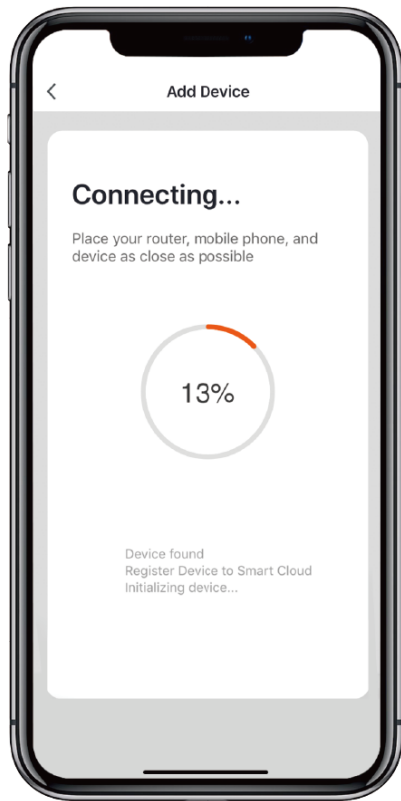 Add Device
Connecting...
Place your router, mobile phone, and
device as close as possible
13%
Device found
Register Device to Smart Cloud
Initializing device...